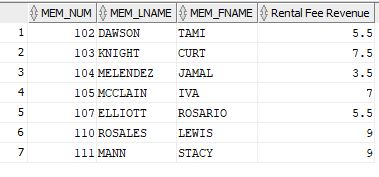 MEM_NUM MEM_LNAME MEM_FNAME Rental Fee Revenue
1 102 DAWSON TAMI 5.5
2 103 KNIGHT CURT 7.5
3 104 MELENDEZ JAMAL 3.5
4 105 MCCLAIN IVA 7
5 107 ELLIOTT ROSARIO 5.5
6 110 ROSALES LEWIS 9
7 111 MANN STACY 9